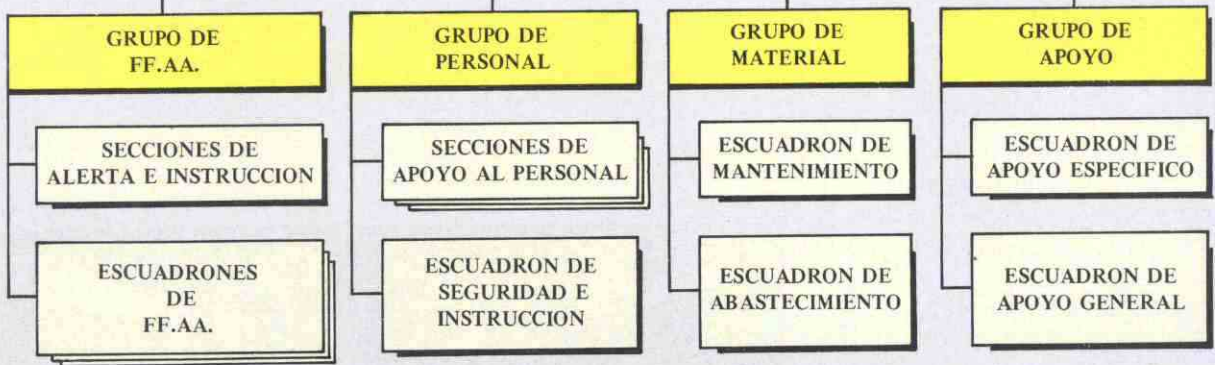 GRUPO DE
FF.AA.
SECCIONES DE
ALERTA E INSTRUCCION
ESCUADRONES
DE
FF.AA.
GRUPO DE
PERSONAL
SECCIONES DE
APOYO AL PERSONAL
ESCUADRON DE
SEGURIDAD E
INSTRUCCION
GRUPO DE
MATERIAL
ESCUADRON DE
MANTENIMIENTO
ESCUADRON DE
ABASTECIMIENTO
GRUPO DE
APOYO
ESCUADRON DE
APOYO ESPECIFICO
ESCUADRON DE
APOYO GENERAL